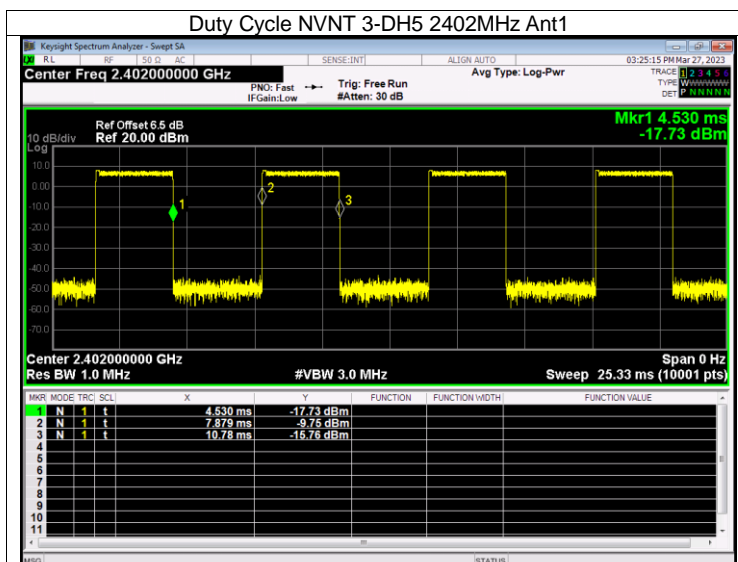 Duty Cycle NVNT 3-DH5 2402MHz Ant1
Keysight Spectrum Analyzer - Swept SA
RL RF 50 Ω AC SENSE:INT ALIGN AUTO 03:25:15 PM Mar 27, 2023
Center Freq 2.402000000 GHz
PNO: Fast Trig: Free Run Avg Type: Log-Pwr
IFGain:Low #Atten: 30 dB
TRACE 1 2 3 4 5 6
TYPE WWWWWW
DET P N N N N N
Mkr1 4.530 ms
-17.73 dBm
Ref Offset 6.5 dB
10 dB/div Ref 20.00 dBm
Log
10.0
0.00
-10.0
-20.0
-30.0
-40.0
-50.0
-60.0
-70.0
1
2
3
Center 2.402000000 GHz Span 0 Hz
Res BW 1.0 MHz #VBW 3.0 MHz Sweep 25.33 ms (10001 pts)
MKR MODE TRC SCL X Y FUNCTION FUNCTION WIDTH FUNCTION VALUE
1 N 1 t 4.530 ms -17.73 dBm
2 N 1 t 7.879 ms -9.75 dBm
3 N 1 t 10.78 ms -15.76 dBm
4
5
6
7
8
9
10
11
MSG STATUS